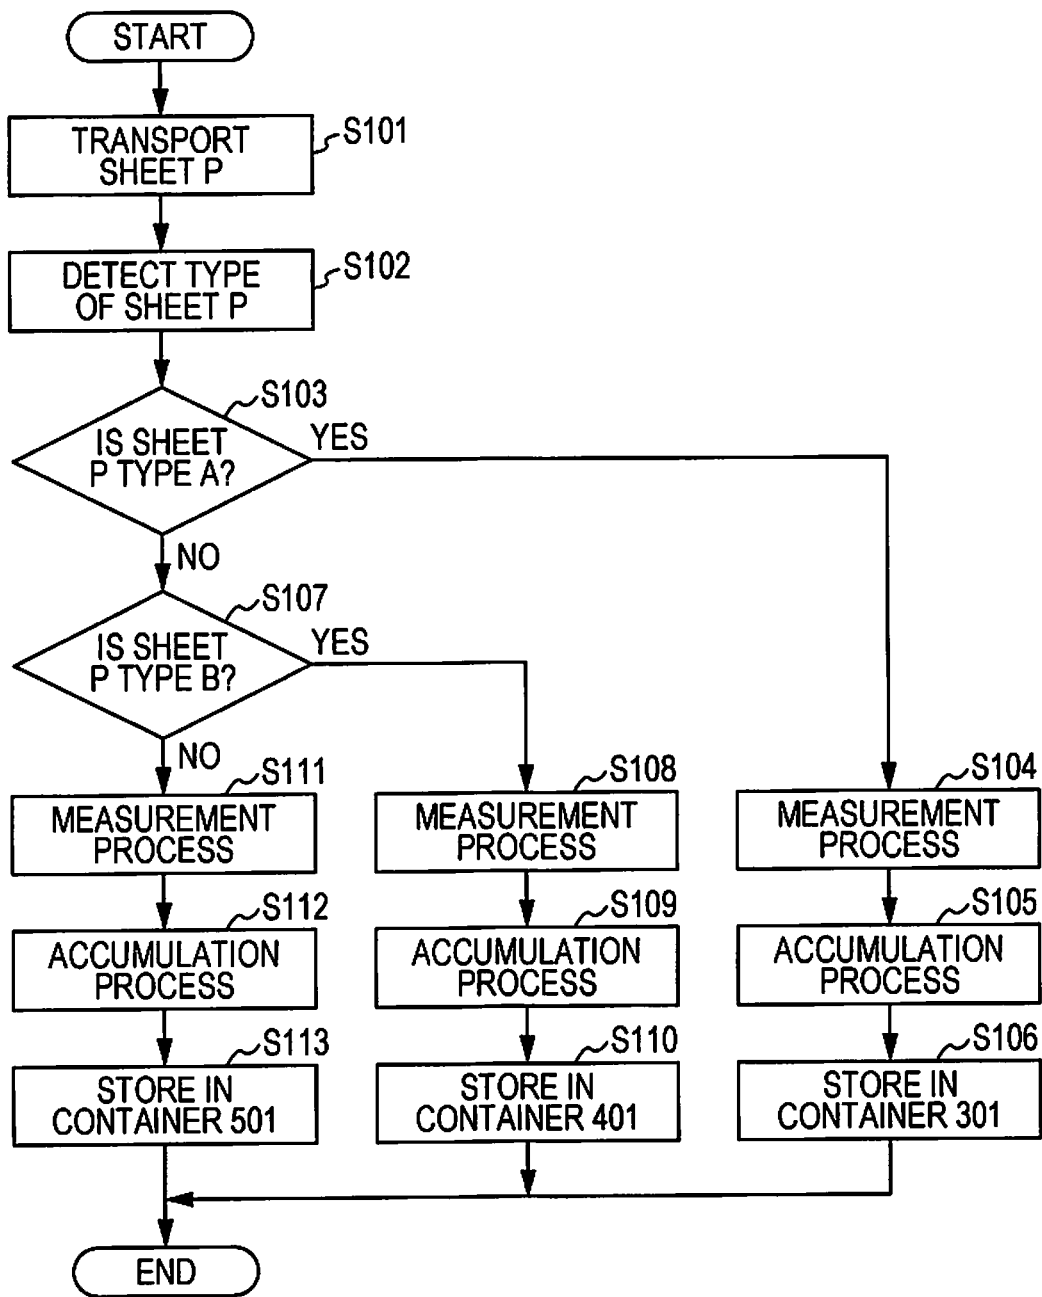 START
TRANSPORT
SHEET P
S101
DETECT TYPE
OF SHEET P
S102
S103
IS SHEET
P TYPE A?
YES
NO
S107
IS SHEET
P TYPE B?
YES
NO
S111
MEASUREMENT
PROCESS
S108
MEASUREMENT
PROCESS
S104
MEASUREMENT
PROCESS
S112
ACCUMULATION
PROCESS
S109
ACCUMULATION
PROCESS
S105
ACCUMULATION
PROCESS
S113
STORE IN
CONTAINER 501
S110
STORE IN
CONTAINER 401
S106
STORE IN
CONTAINER 301
END